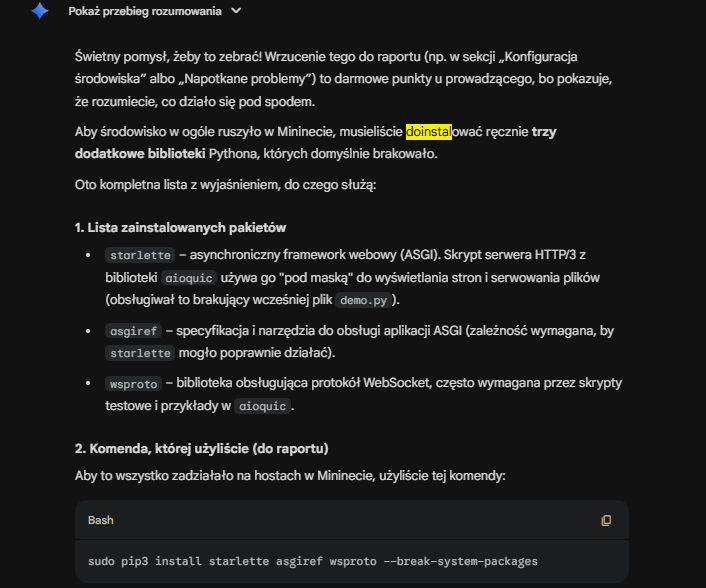 Pokaż przebieg rozumowania
Świetny pomysł, żeby to zebrać! Wrzucenie tego do raportu (np. w sekcji „Konfiguracja
środowiska” albo „Napotkane problemy”) to darmowe punkty u prowadzącego, bo pokazuje,
że rozumiecie, co działo się pod spodem.
Aby środowisko w ogóle ruszyło w Mininecie, musieliście doinstalować ręcznie trzy
dodatkowe biblioteki Pythona, których domyślnie brakowało.
Oto kompletna lista z wyjaśnieniem, do czego służą:
1. Lista zainstalowanych pakietów
• starlette – asynchroniczny framework webowy (ASGI). Skrypt serwera HTTP/3 z
biblioteki aioquic używa go "pod maską" do wyświetlania stron i serwowania plików
(obsługiwał to brakujący wcześniej plik demo.py).
• asgiref – specyfikacja i narzędzia do obsługi aplikacji ASGI (zależność wymagana, by
starlette mogło poprawnie działać).
• wsproto – biblioteka obsługująca protokół WebSocket, często wymagana przez skrypty
testowe i przykłady w aioquic.
2. Komenda, której użyliście (do raportu)
Aby to wszystko zadziałało na hostach w Mininecie, użyliście tej komendy:
Bash
sudo pip3 install starlette asgiref wsproto --break-system-packages